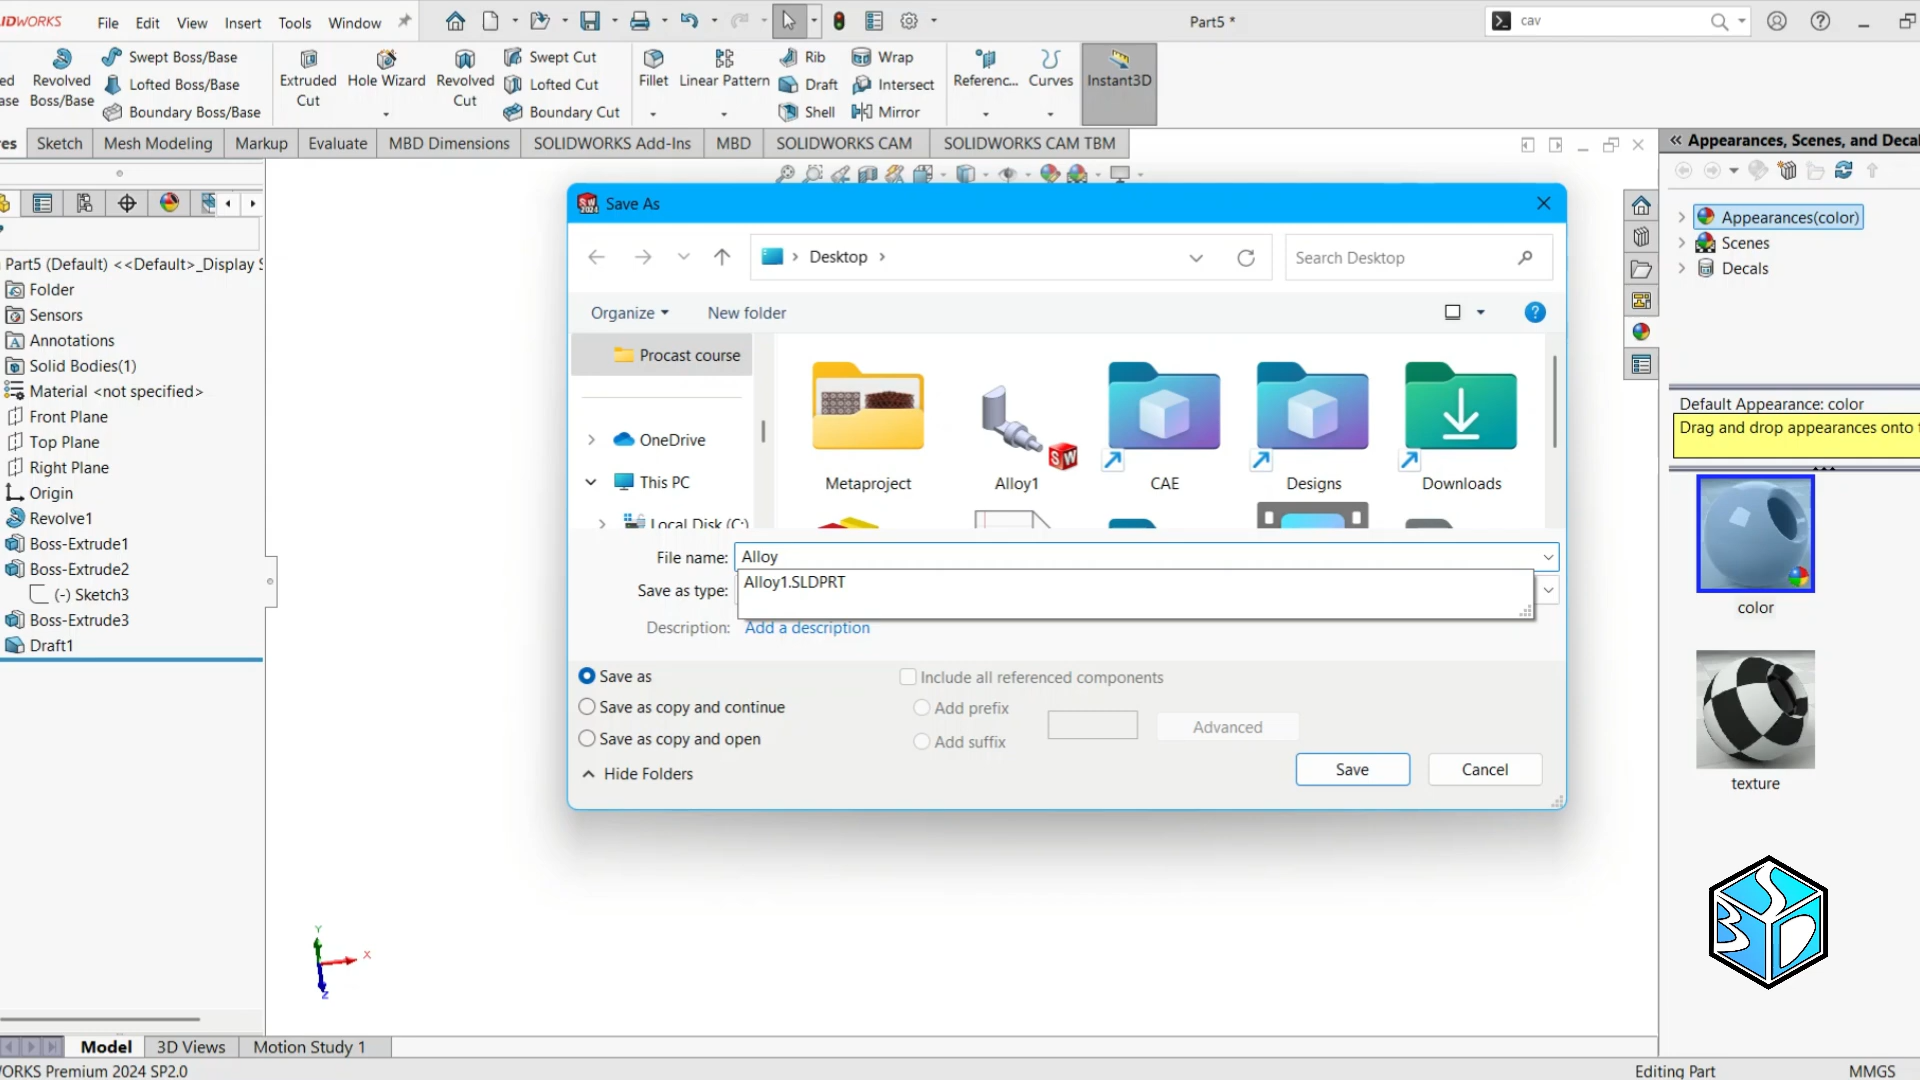 IDWORKS
File Edit View Insert Tools Window
Part5 *
cav
Revolved Boss/Base
Swept Boss/Base
Lofted Boss/Base
Boundary Boss/Base
Extruded Cut
Hole Wizard
Revolved Cut
Swept Cut
Lofted Cut
Boundary Cut
Fillet
Linear Pattern
Rib
Draft
Shell
Wrap
Intersect
Mirror
Referenc...
Curves
Instant3D
res Sketch Mesh Modeling Markup Evaluate MBD Dimensions SOLIDWORKS Add-Ins MBD SOLIDWORKS CAM SOLIDWORKS CAM TBM
Part5 (Default) <<Default>_Display S
Folder
Sensors
Annotations
Solid Bodies(1)
Material <not specified>
Front Plane
Top Plane
Right Plane
Origin
Revolve1
Boss-Extrude1
Boss-Extrude2
(-) Sketch3
Boss-Extrude3
Draft1
SW 2024
Save As
Desktop
Search Desktop
Organize New folder
Procast course
OneDrive
This PC
Local Disk (C:)
Metaproject
Alloy1
SW
CAE
Designs
Downloads
File name: Alloy
Alloy1.SLDPRT
Save as type:
Description: Add a description
Save as
Save as copy and continue
Save as copy and open
Hide Folders
Include all referenced components
Add prefix
Add suffix
Advanced
Save Cancel
« Appearances, Scenes, and Decal
Appearances(color)
Scenes
Decals
Default Appearance: color
Drag and drop appearances onto t
color
texture
3SD
Y
X
Z
Model 3D Views Motion Study 1
ORKS Premium 2024 SP2.0
Editing Part
MMGS